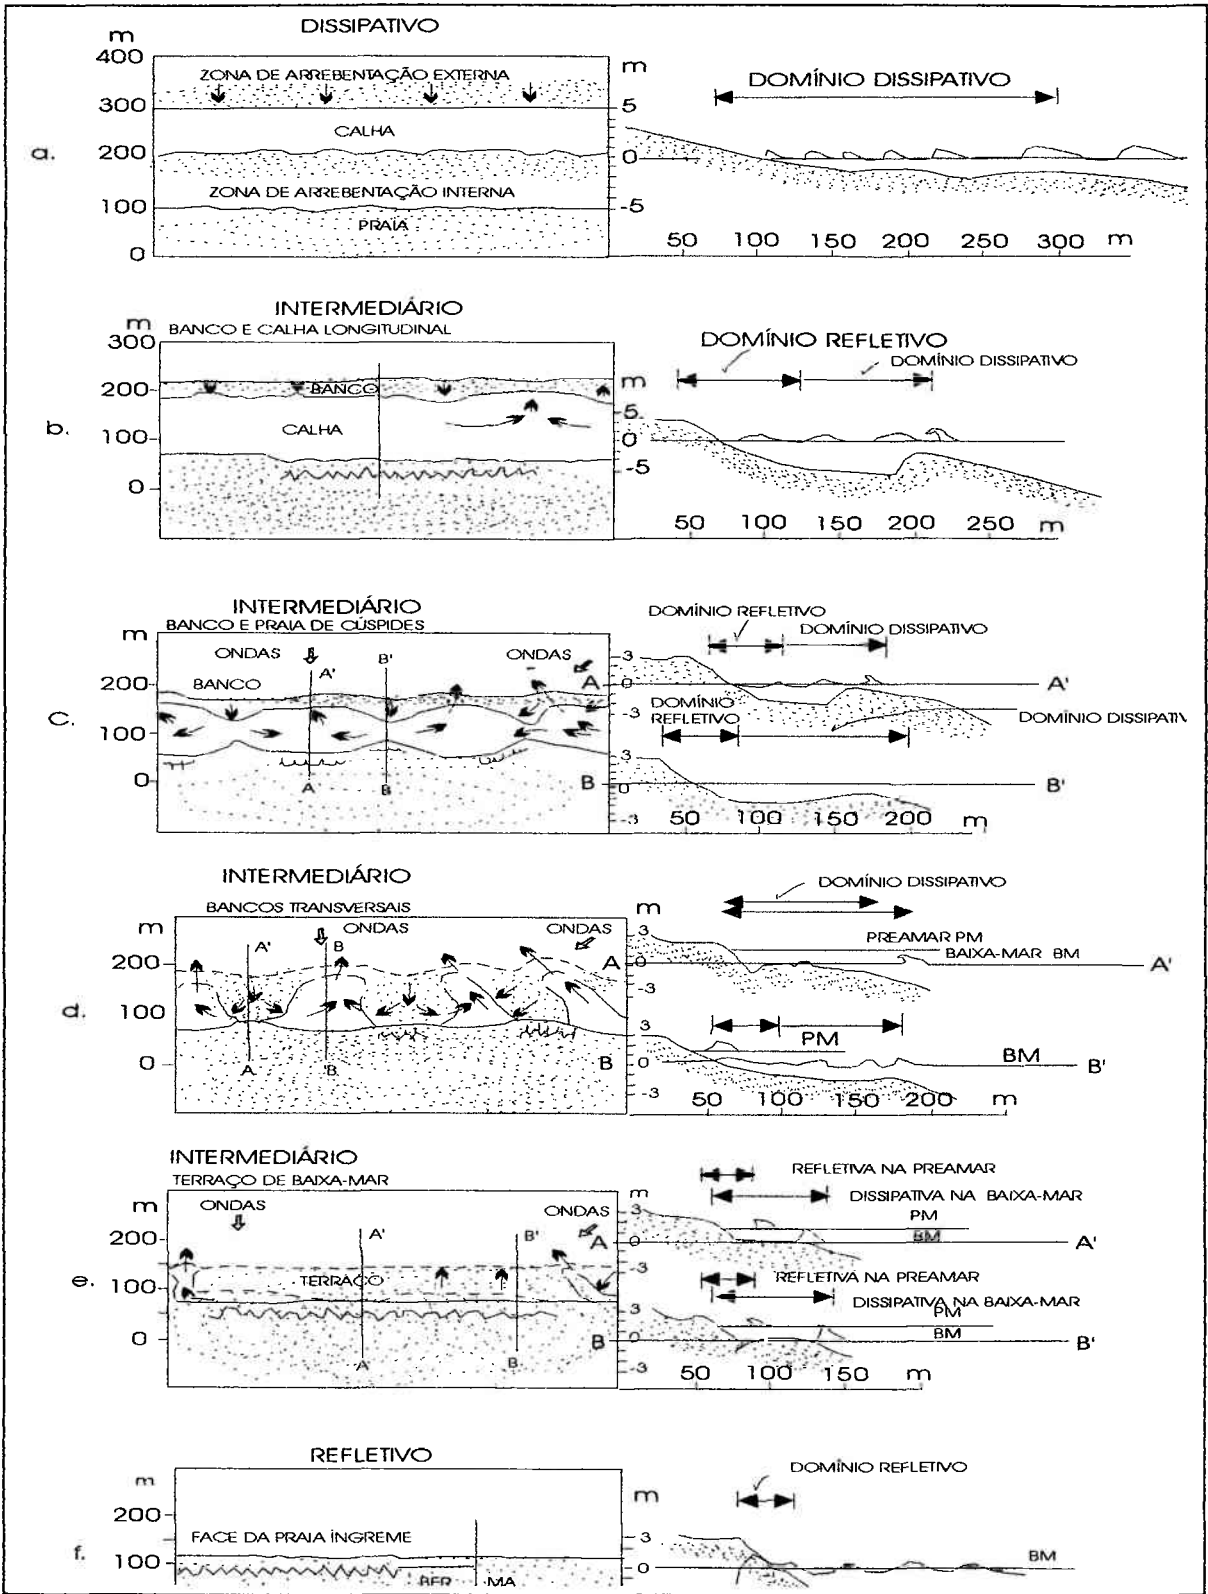 DISSIPATIVO
m
400
ZONA DE ARREBENTAÇÃO EXTERNA
300
CALHA
a.
200
ZONA DE ARREBENTAÇÃO INTERNA
100
PRAIA
0
m
DOMÍNIO DISSIPATIVO
5
0
-5
50 100 150 200 250 300 m
INTERMEDIÁRIO
m BANCO E CALHA LONGITUDINAL
300
200
BANCO
b.
CALHA
100
0
DOMÍNIO REFLETIVO
DOMÍNIO DISSIPATIVO
m
5
0
-5
50 100 150 200 250 m
INTERMEDIÁRIO
BANCO E PRAIA DE CÚSPIDES
m
ONDAS
A'
B'
ONDAS
200
BANCO
C.
100
0
A
B
DOMÍNIO REFLETIVO
DOMÍNIO DISSIPATIVO
3
A 0 A'
-3
DOMÍNIO
REFLETIVO
DOMÍNIO DISSIPATIV
3
B 0 B'
-3
50 100 150 200 m
INTERMEDIÁRIO
BANCOS TRANSVERSAIS
m
ONDAS
ONDAS
A'
B
200
d.
100
0
A
B
DOMÍNIO DISSIPATIVO
m
3
PREAMAR PM
BAIXA-MAR BM
A 0 A'
-3
3
PM
BM
B 0 B'
-3
50 100 150 200 m
INTERMEDIÁRIO
TERRAÇO DE BAIXA-MAR
m
ONDAS
ONDAS
A'
B'
200
e.
TERRAÇO
100
0
A
B
REFLETIVA NA PREAMAR
DISSIPATIVA NA BAIXA-MAR
m
3
PM
BM
A 0 A'
-3
REFLETIVA NA PREAMAR
DISSIPATIVA NA BAIXA-MAR
3
PM
BM
B 0 B'
-3
50 100 150 m
REFLETIVO
m
200
FACE DA PRAIA ÍNGREME
f.
100
BER MA
DOMÍNIO REFLETIVO
m
3
0
BM